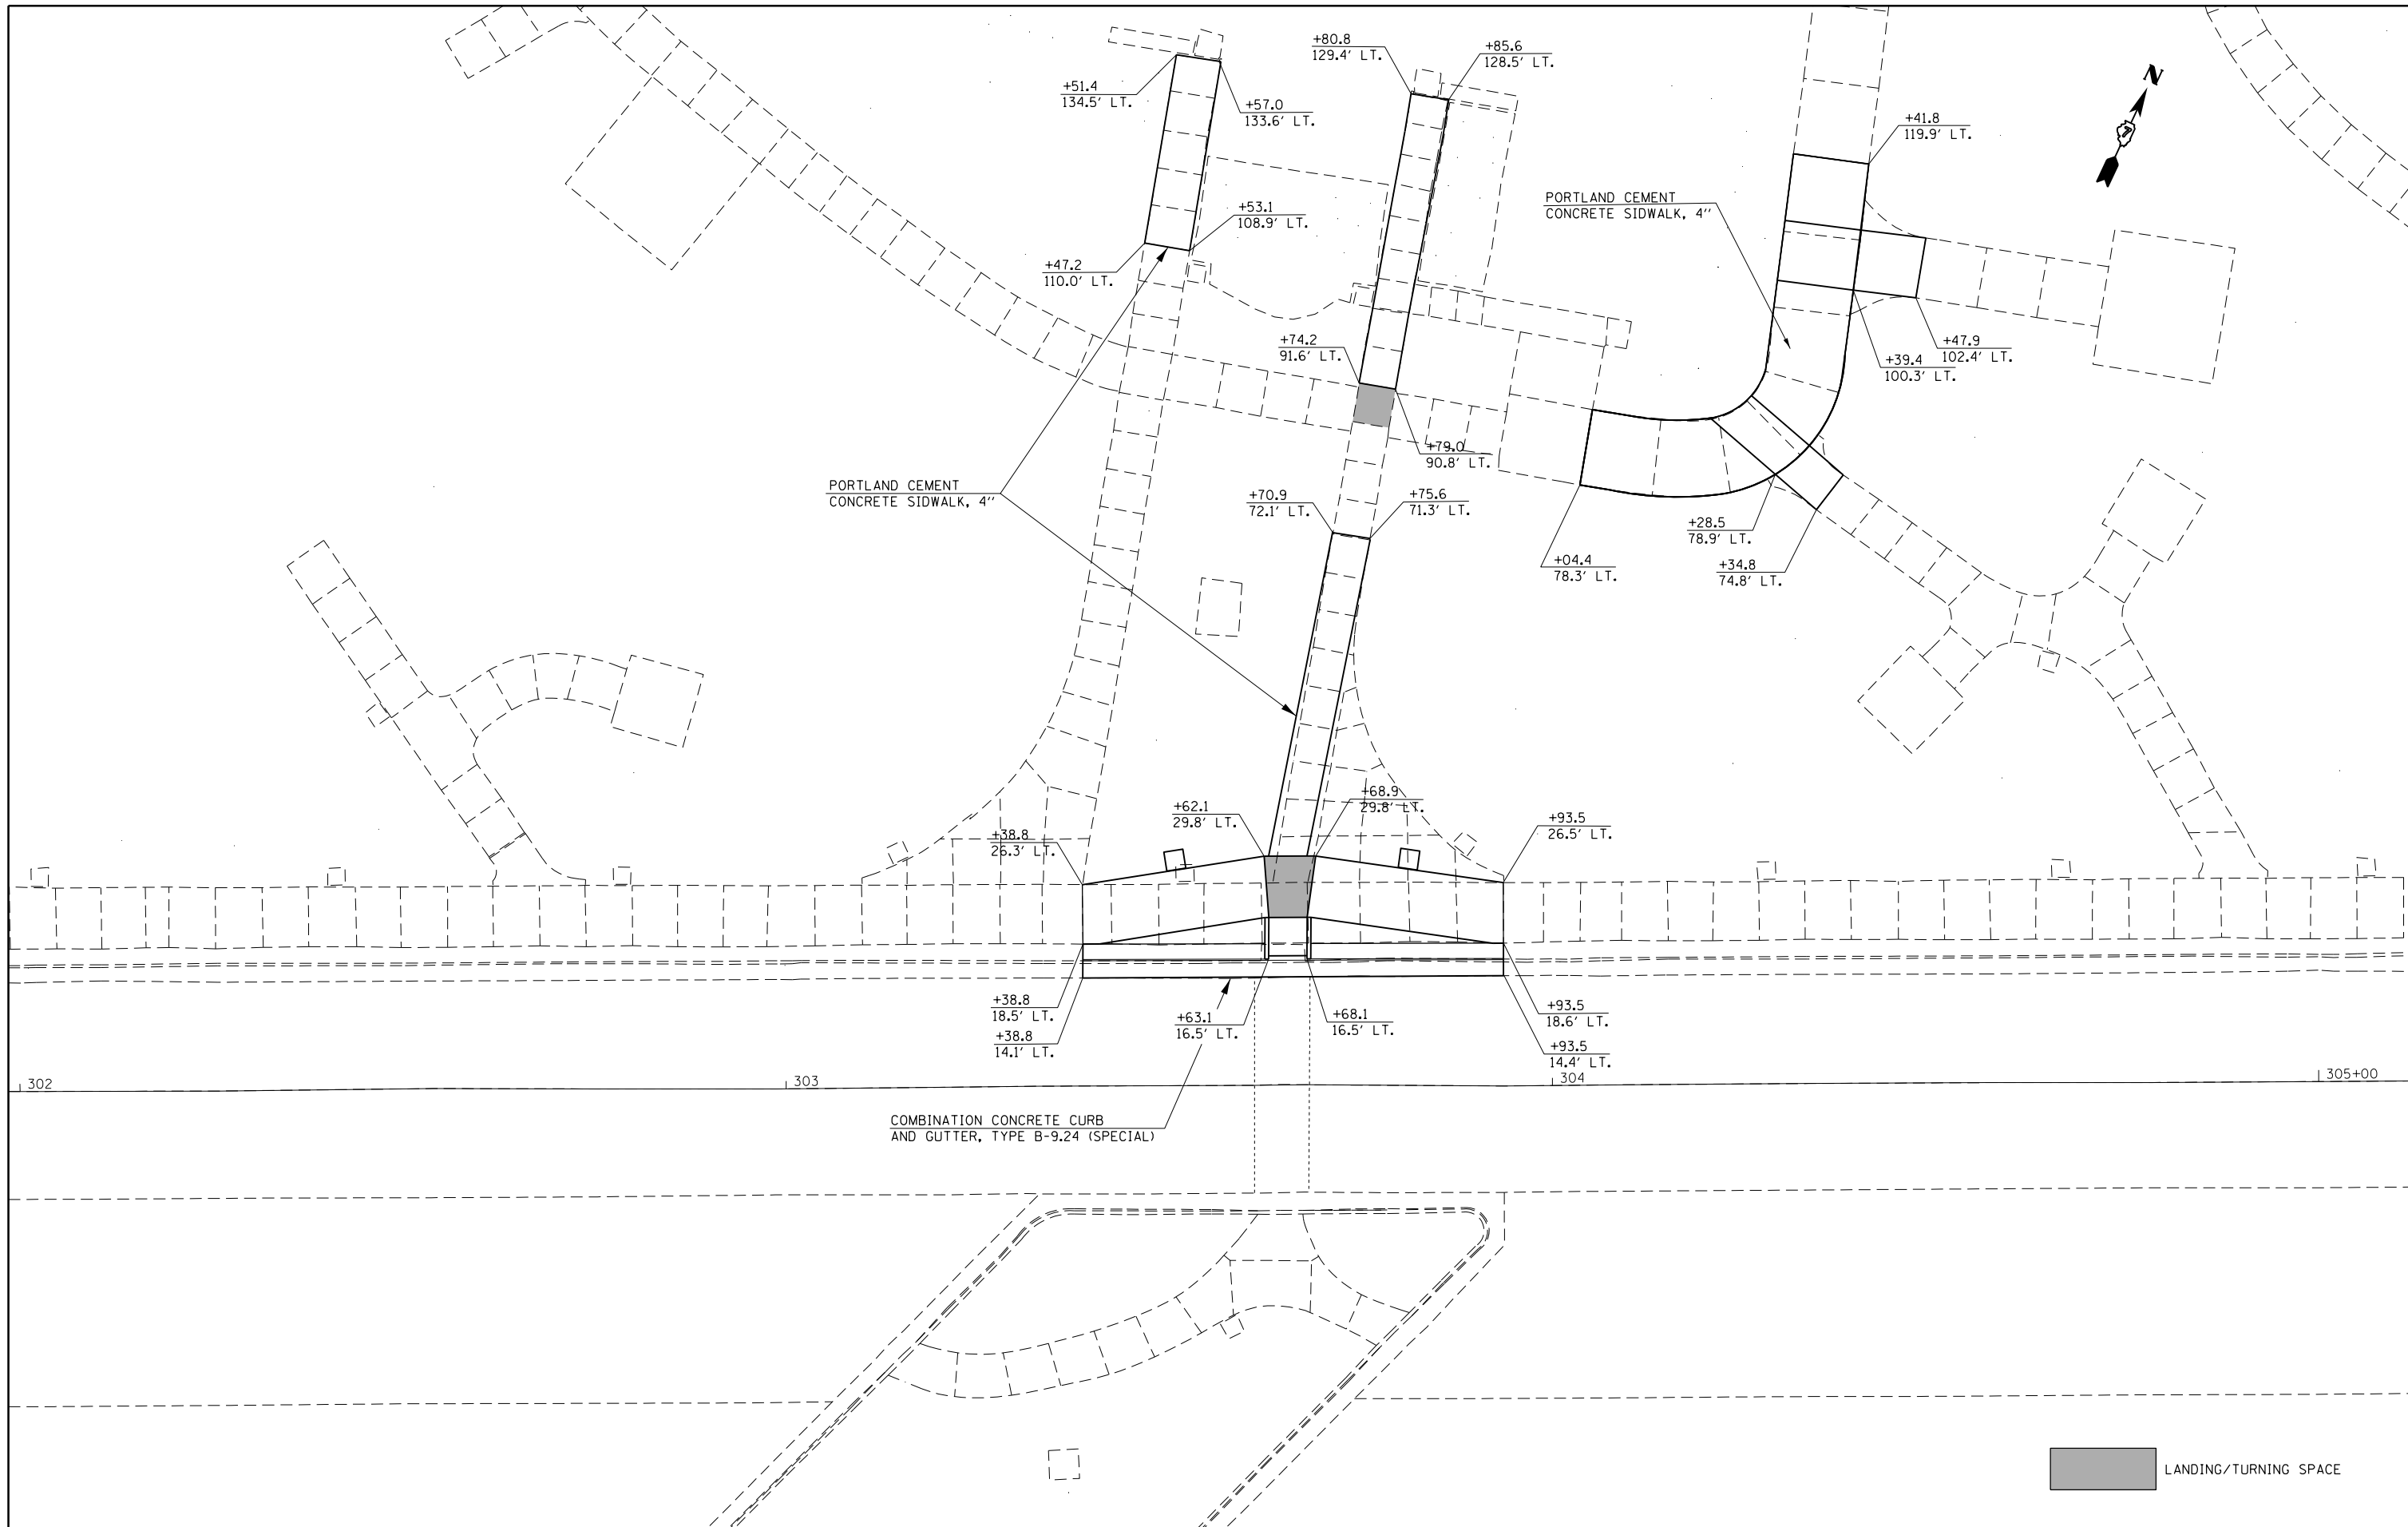 +80.8
129.4' LT.
+85.6
128.5' LT.
N
+51.4
134.5' LT.
+57.0
133.6' LT.
+41.8
119.9' LT.
PORTLAND CEMENT
CONCRETE SIDWALK, 4''
+53.1
108.9' LT.
+47.2
110.0' LT.
+74.2
91.6' LT.
+47.9
102.4' LT.
+39.4
100.3' LT.
+79.0
90.8' LT.
PORTLAND CEMENT
CONCRETE SIDWALK, 4''
+70.9
72.1' LT.
+75.6
71.3' LT.
+28.5
78.9' LT.
+04.4
78.3' LT.
+34.8
74.8' LT.
+62.1
29.8' LT.
+68.9
29.8' LT.
+38.8
26.3' LT.
+93.5
26.5' LT.
+38.8
18.5' LT.
+63.1
16.5' LT.
+68.1
16.5' LT.
+93.5
18.6' LT.
+38.8
14.1' LT.
+93.5
14.4' LT.
302
303
304
305+00
COMBINATION CONCRETE CURB
AND GUTTER, TYPE B-9.24 (SPECIAL)
LANDING/TURNING SPACE